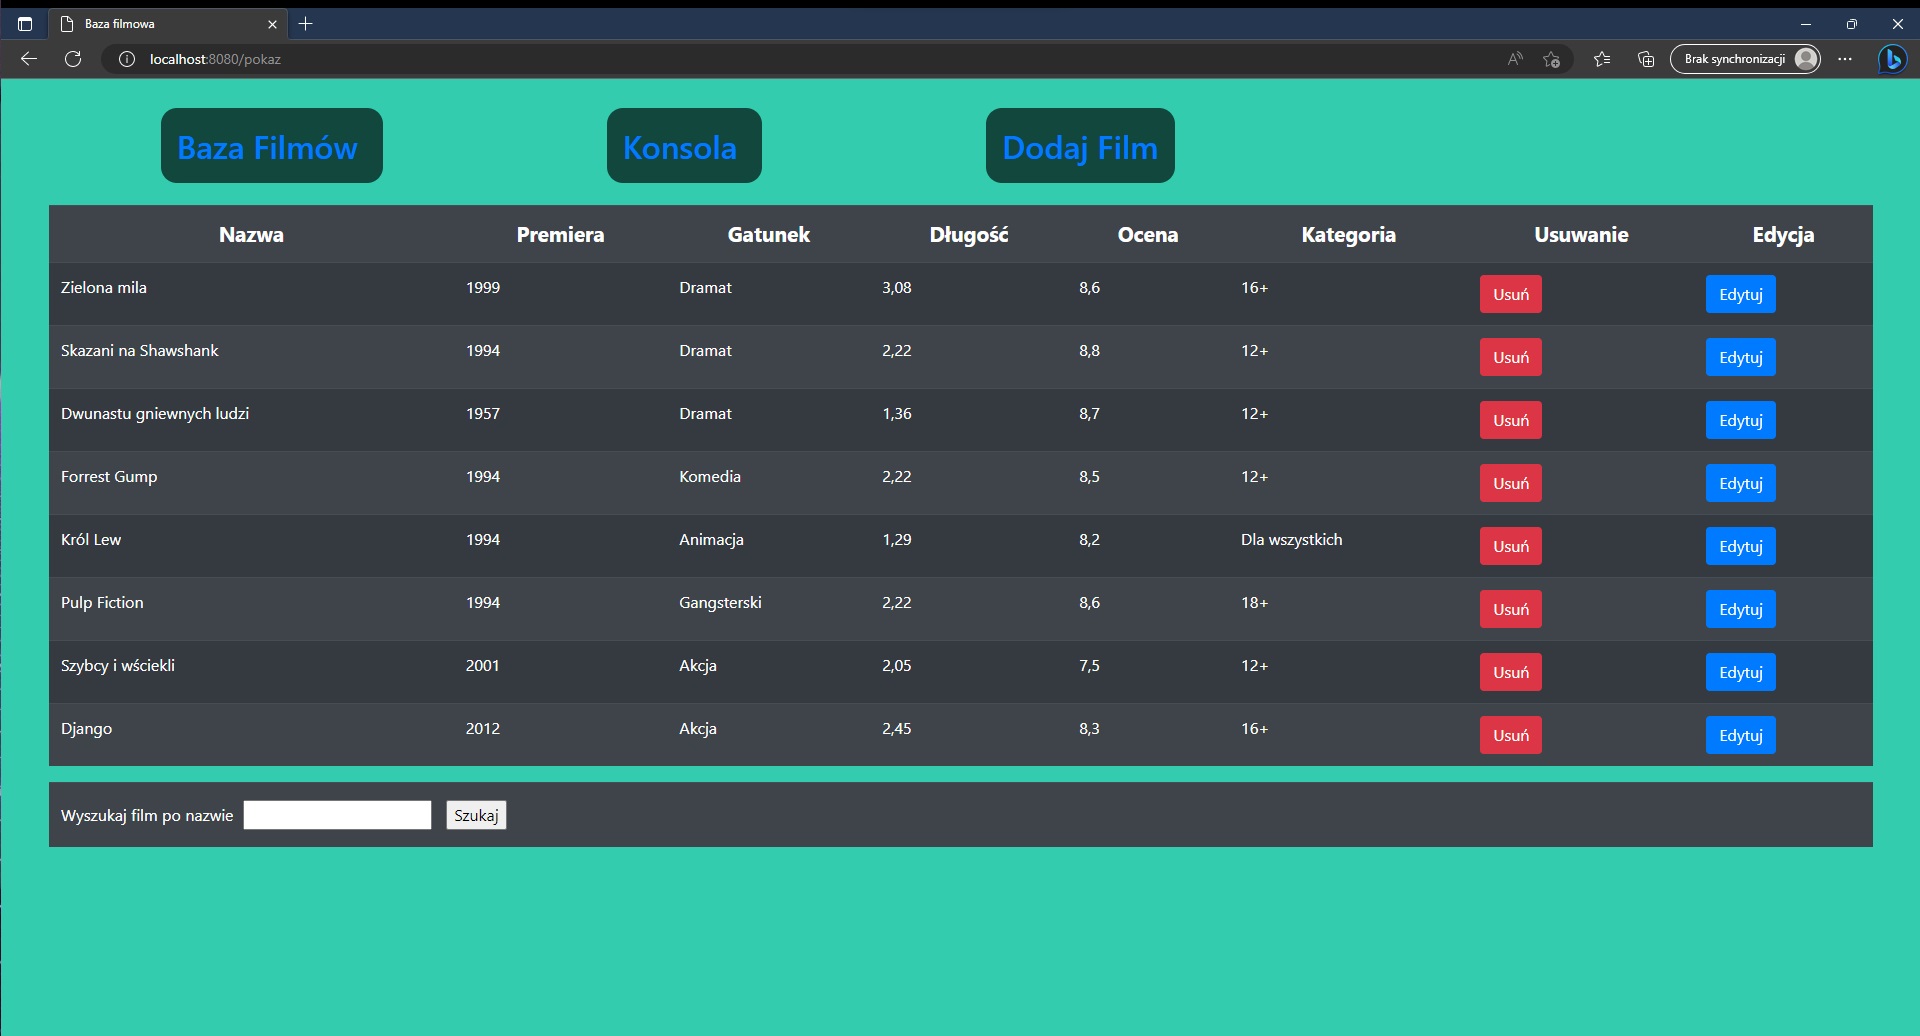 Baza filmowa
localhost:8080/pokaz
Brak synchronizacji
Baza Filmów Konsola Dodaj Film
Nazwa Premiera Gatunek Długość Ocena Kategoria Usuwanie Edycja
Zielona mila 1999 Dramat 3,08 8,6 16+ Usuń Edytuj
Skazani na Shawshank 1994 Dramat 2,22 8,8 12+ Usuń Edytuj
Dwunastu gniewnych ludzi 1957 Dramat 1,36 8,7 12+ Usuń Edytuj
Forrest Gump 1994 Komedia 2,22 8,5 12+ Usuń Edytuj
Król Lew 1994 Animacja 1,29 8,2 Dla wszystkich Usuń Edytuj
Pulp Fiction 1994 Gangsterski 2,22 8,6 18+ Usuń Edytuj
Szybcy i wściekli 2001 Akcja 2,05 7,5 12+ Usuń Edytuj
Django 2012 Akcja 2,45 8,3 16+ Usuń Edytuj
Wyszukaj film po nazwie Szukaj